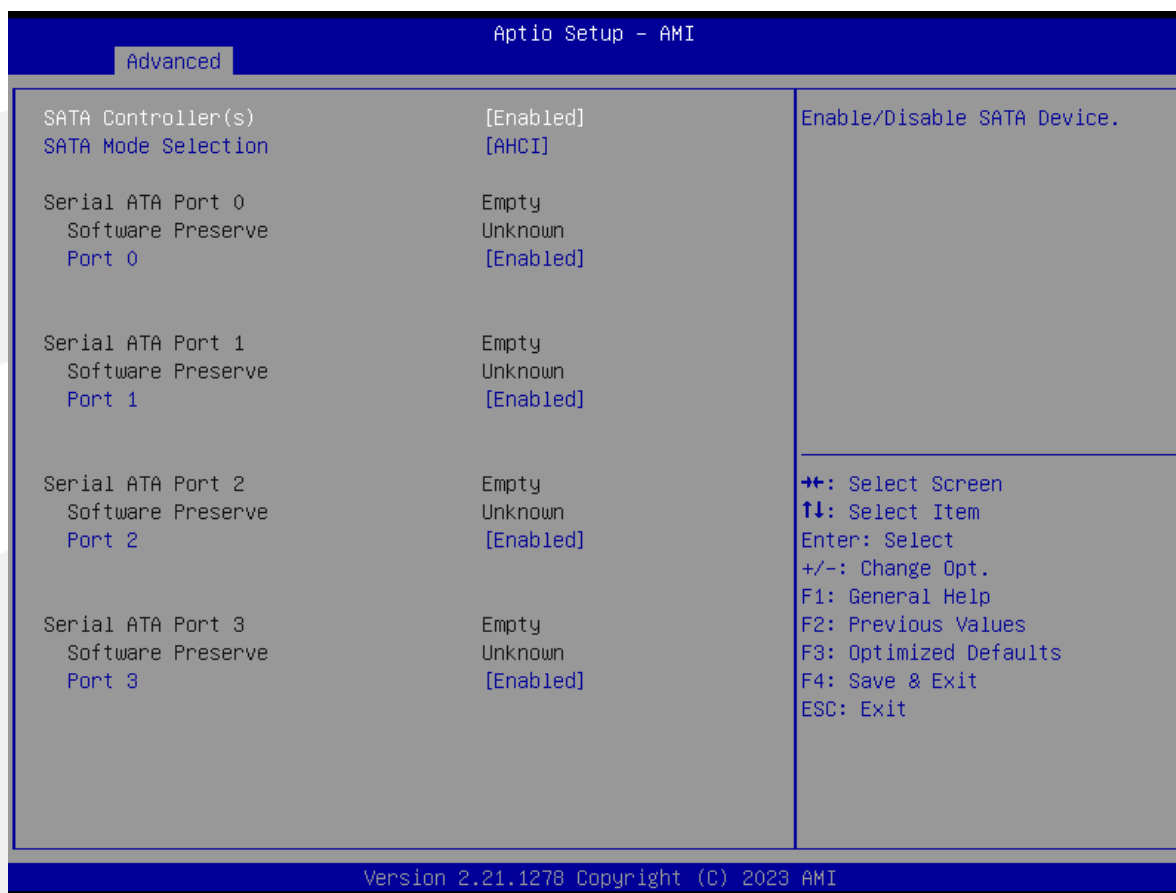 Aptio Setup - AMI
Advanced
SATA Controller(s) [Enabled]
SATA Mode Selection [AHCI]
Serial ATA Port 0 Empty
Software Preserve Unknown
Port 0 [Enabled]
Serial ATA Port 1 Empty
Software Preserve Unknown
Port 1 [Enabled]
Serial ATA Port 2 Empty
Software Preserve Unknown
Port 2 [Enabled]
Serial ATA Port 3 Empty
Software Preserve Unknown
Port 3 [Enabled]
Enable/Disable SATA Device.
→←: Select Screen
↑↓: Select Item
Enter: Select
+/-: Change Opt.
F1: General Help
F2: Previous Values
F3: Optimized Defaults
F4: Save & Exit
ESC: Exit
Version 2.21.1278 Copyright (C) 2023 AMI